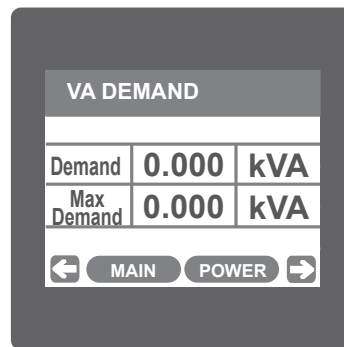 VA DEMAND
Demand 0.000 kVA
Max
Demand 0.000 kVA
MAIN POWER